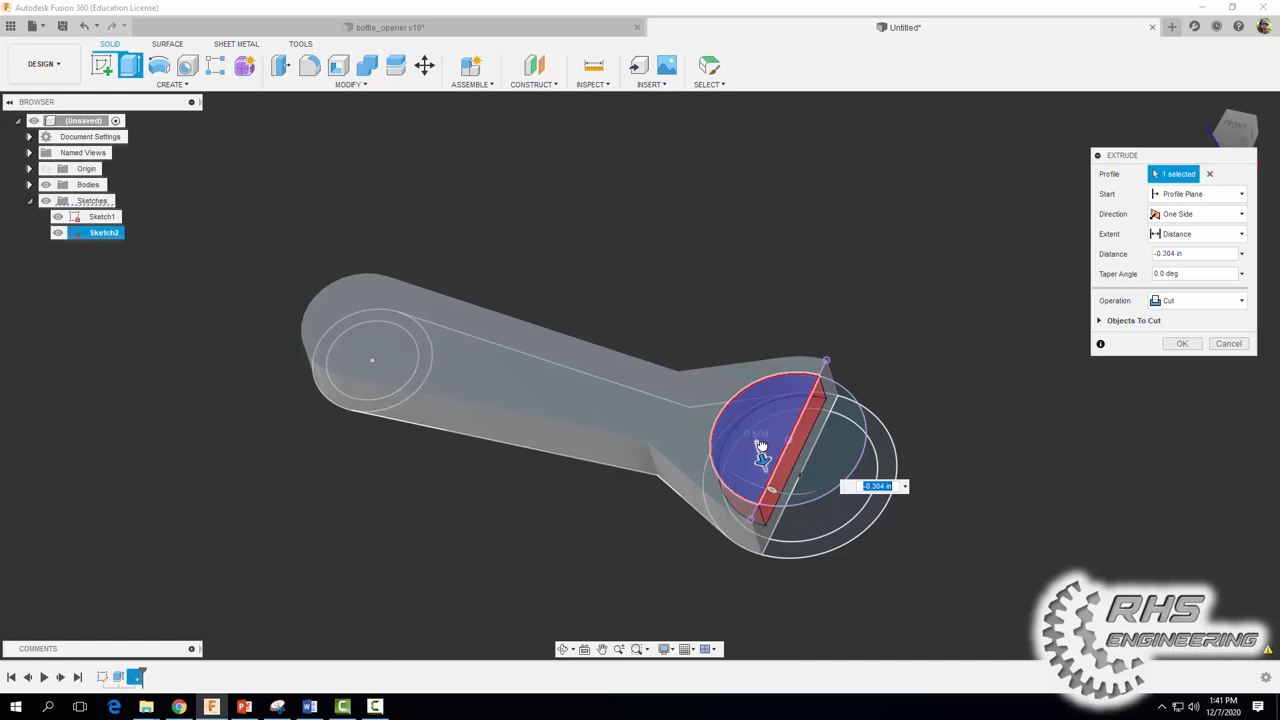 Autodesk Fusion 360 (Education License)
bottle_opener v19*
Untitled*
DESIGN
SOLID
SURFACE
SHEET METAL
TOOLS
CREATE
MODIFY
ASSEMBLE
CONSTRUCT
INSPECT
INSERT
SELECT
BROWSER
(Unsaved)
Document Settings
Named Views
Origin
Bodies
Sketches
Sketch1
Sketch2
FRONT
EXTRUDE
Profile 1 selected
Start Profile Plane
Direction One Side
Extent Distance
Distance -0.304 in
Taper Angle 0.0 deg
Operation Cut
Objects To Cut
OK Cancel
-0.304 in
RHS
ENGINEERING
COMMENTS
1:41 PM
12/7/2020